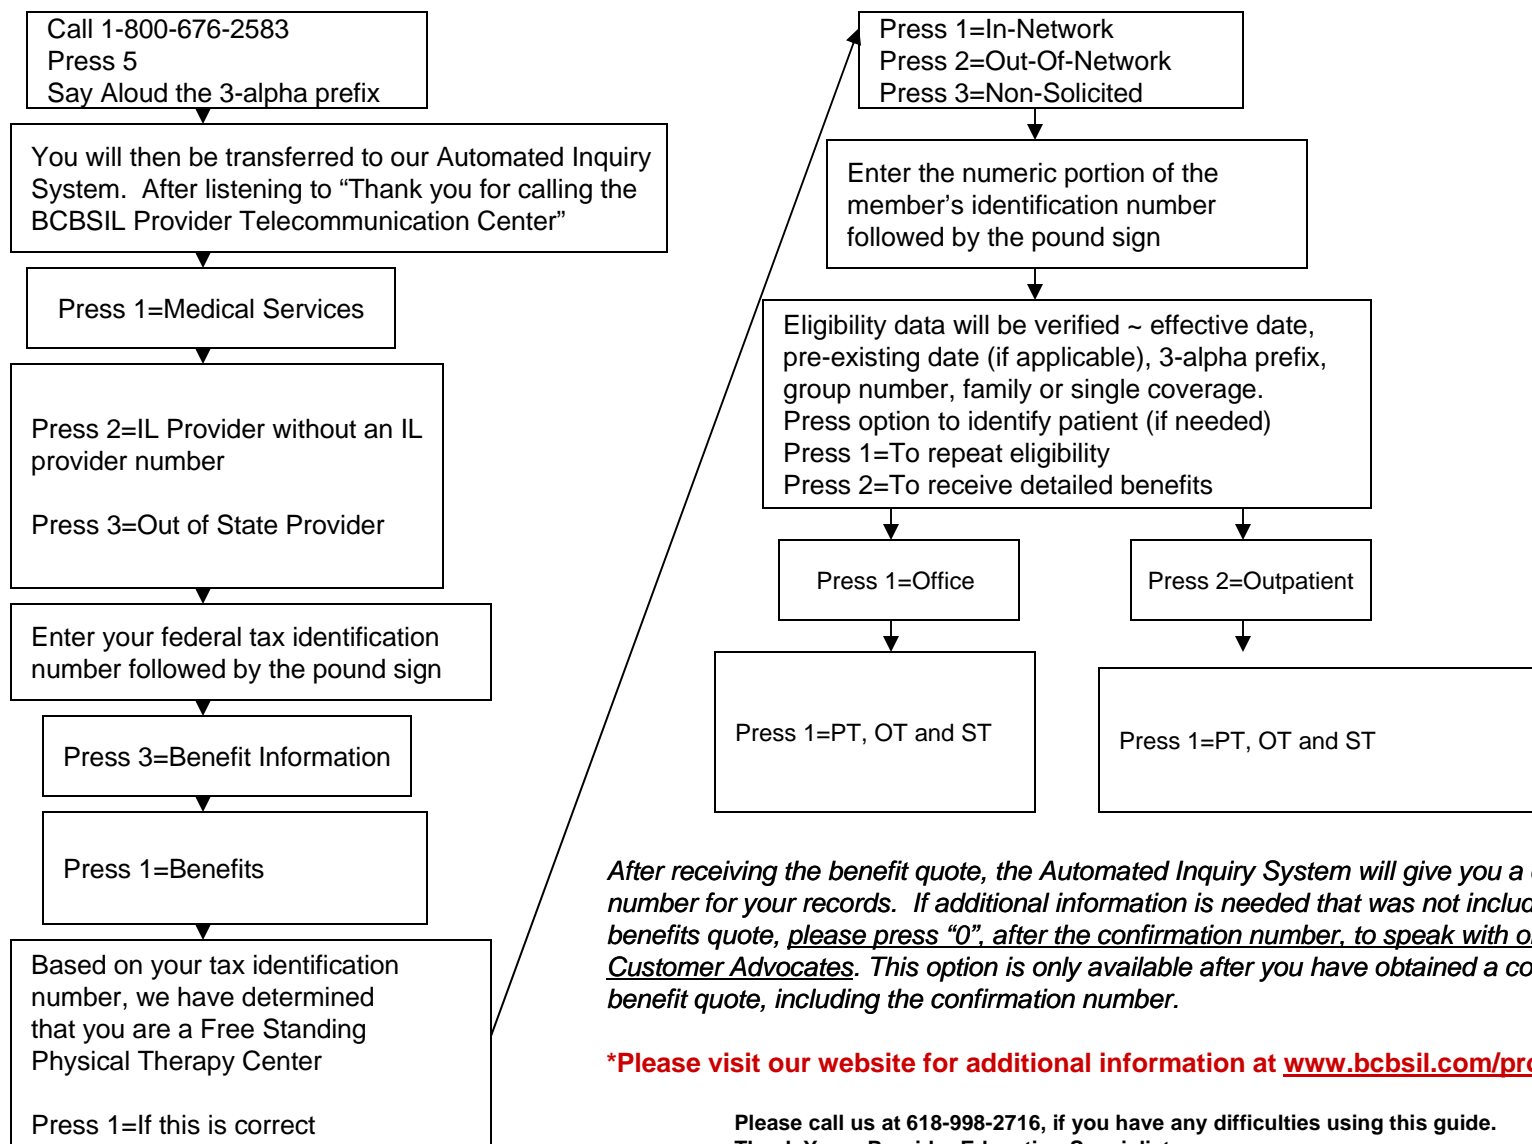 Call 1-800-676-2583
Press 5
Say Aloud the 3-alpha prefix
You will then be transferred to our Automated Inquiry
System.  After listening to “Thank you for calling the
BCBSIL Provider Telecommunication Center”
Press 1=Medical Services
Press 2=IL Provider without an IL
provider number
Press 3=Out of State Provider
Enter your federal tax identification
number followed by the pound sign
Press 3=Benefit Information
Press 1=Benefits
Based on your tax identification
number, we have determined
that you are a Free Standing
Physical Therapy Center
Press 1=If this is correct
Press 1=In-Network
Press 2=Out-Of-Network
Press 3=Non-Solicited
Enter the numeric portion of the
member’s identification number
followed by the pound sign
Eligibility data will be verified ~ effective date,
pre-existing date (if applicable), 3-alpha prefix,
group number, family or single coverage.
Press option to identify patient (if needed)
Press 1=To repeat eligibility
Press 2=To receive detailed benefits
Press 1=Office
Press 2=Outpatient
Press 1=PT, OT and ST
Press 1=PT, OT and ST
After receiving the benefit quote, the Automated Inquiry System will give you a
number for your records.  If additional information is needed that was not
benefits quote, please press “0”, after the confirmation number, to speak with
Customer Advocates. This option is only available after you have obtained a
benefit quote, including the confirmation number.
*Please visit our website for additional information at www.bcbsil.com/pro
Please call us at 618-998-2716, if you have any difficulties using this guide.